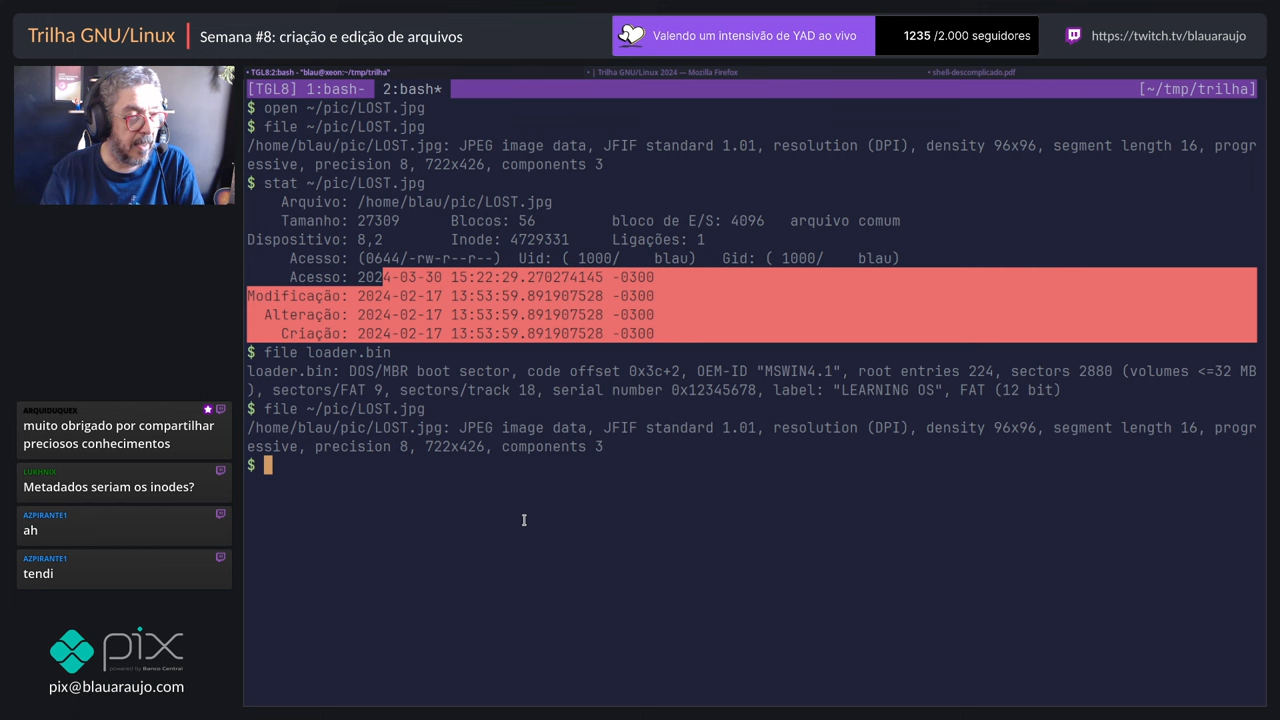 Trilha GNU/Linux
Semana #8: criação e edição de arquivos
Valendo um intensivão de YAD ao vivo
1235 /2.000 seguidores
https://twitch.tv/blauaraujo
• TGL8:2:bash - "blau@xeon:~/tmp/trilha"
• | Trilha GNU/Linux 2024 — Mozilla Firefox
• shell-descomplicado.pdf
[TGL8] 1:bash- 2:bash* [~/tmp/trilha]
$ open ~/pic/LOST.jpg
$ file ~/pic/LOST.jpg
/home/blau/pic/LOST.jpg: JPEG image data, JFIF standard 1.01, resolution (DPI), density 96x96, segment length 16, progr
essive, precision 8, 722x426, components 3
$ stat ~/pic/LOST.jpg
Arquivo: /home/blau/pic/LOST.jpg
Tamanho: 27309 Blocos: 56 bloco de E/S: 4096 arquivo comum
Dispositivo: 8,2 Inode: 4729331 Ligações: 1
Acesso: (0644/-rw-r--r--) Uid: ( 1000/ blau) Gid: ( 1000/ blau)
Acesso: 2024-03-30 15:22:29.270274145 -0300
Modificação: 2024-02-17 13:53:59.891907528 -0300
Alteração: 2024-02-17 13:53:59.891907528 -0300
Criação: 2024-02-17 13:53:59.891907528 -0300
$ file loader.bin
loader.bin: DOS/MBR boot sector, code offset 0x3c+2, OEM-ID "MSWIN4.1", root entries 224, sectors 2880 (volumes <=32 MB
), sectors/FAT 9, sectors/track 18, serial number 0x12345678, label: "LEARNING OS", FAT (12 bit)
$ file ~/pic/LOST.jpg
/home/blau/pic/LOST.jpg: JPEG image data, JFIF standard 1.01, resolution (DPI), density 96x96, segment length 16, progr
essive, precision 8, 722x426, components 3
$
ARQUIDUQUEX
muito obrigado por compartilhar
preciosos conhecimentos
LUKHNIX
Metadados seriam os inodes?
AZPIRANTE1
ah
AZPIRANTE1
tendi
pix
powered by Banco Central
pix@blauaraujo.com